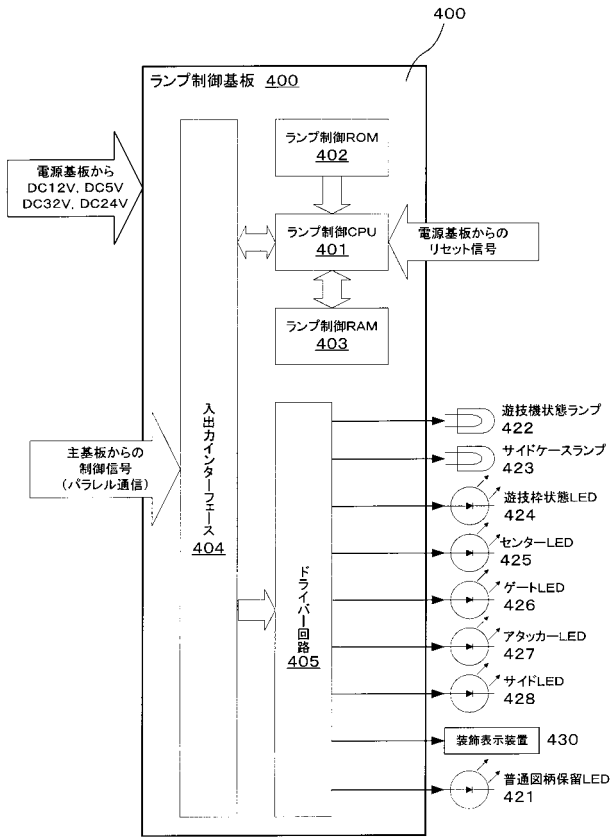 400
ランプ制御基板 400
電源基板から
DC12V, DC5V
DC32V, DC24V
ランプ制御ROM
402
ランプ制御CPU
401
電源基板からの
リセット信号
ランプ制御RAM
403
主基板からの
制御信号
(パラレル通信)
入出力インターフェース
404
ドライバー回路
405
遊技機状態ランプ
422
サイドケースランプ
423
遊技枠状態LED
424
センターLED
425
ゲートLED
426
アタッカーLED
427
サイドLED
428
装飾表示装置 430
普通図柄保留LED
421